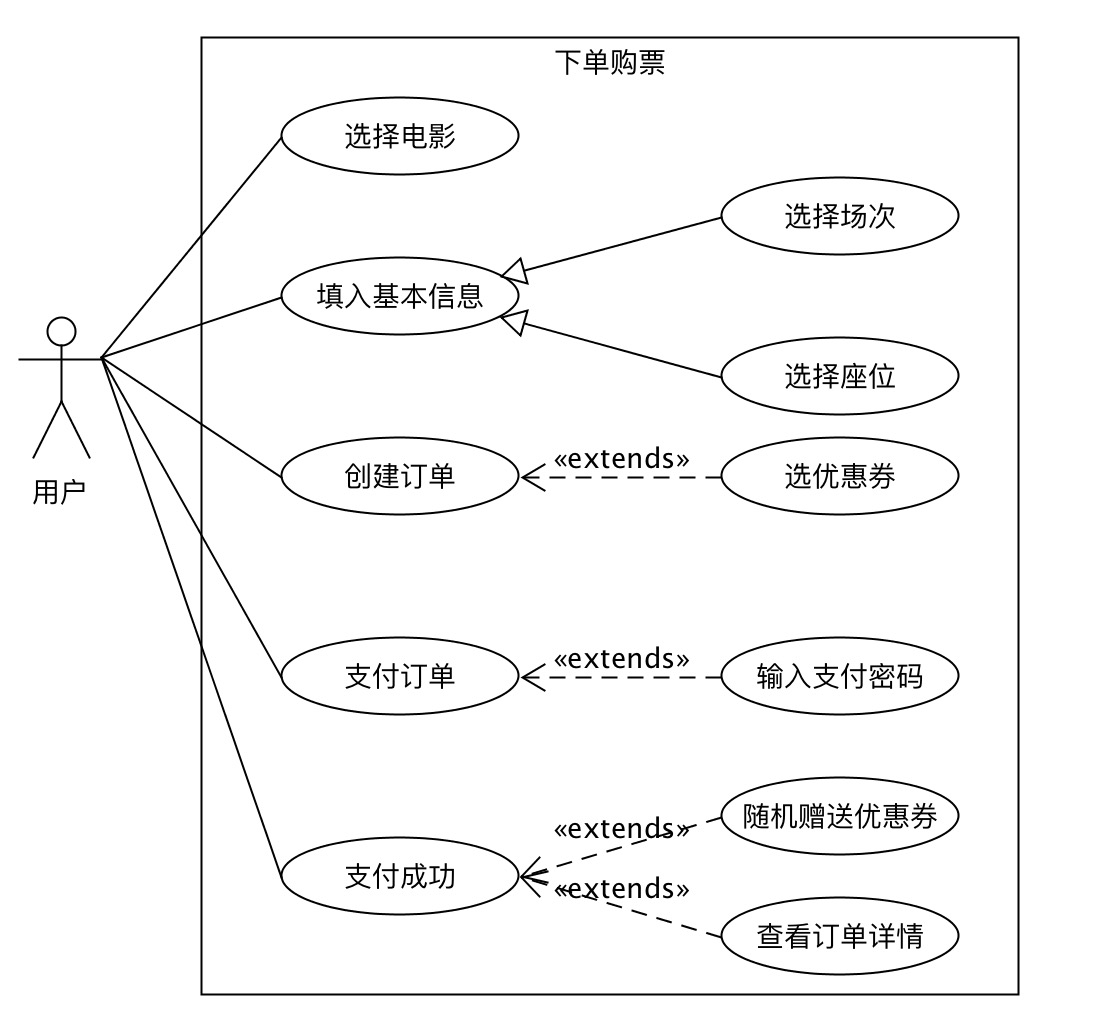 下单购票
选择电影
选择场次
填入基本信息
选择座位
用户
创建订单
«extends»
选优惠券
支付订单
«extends»
输入支付密码
随机赠送优惠券
«extends»
支付成功
«extends»
查看订单详情